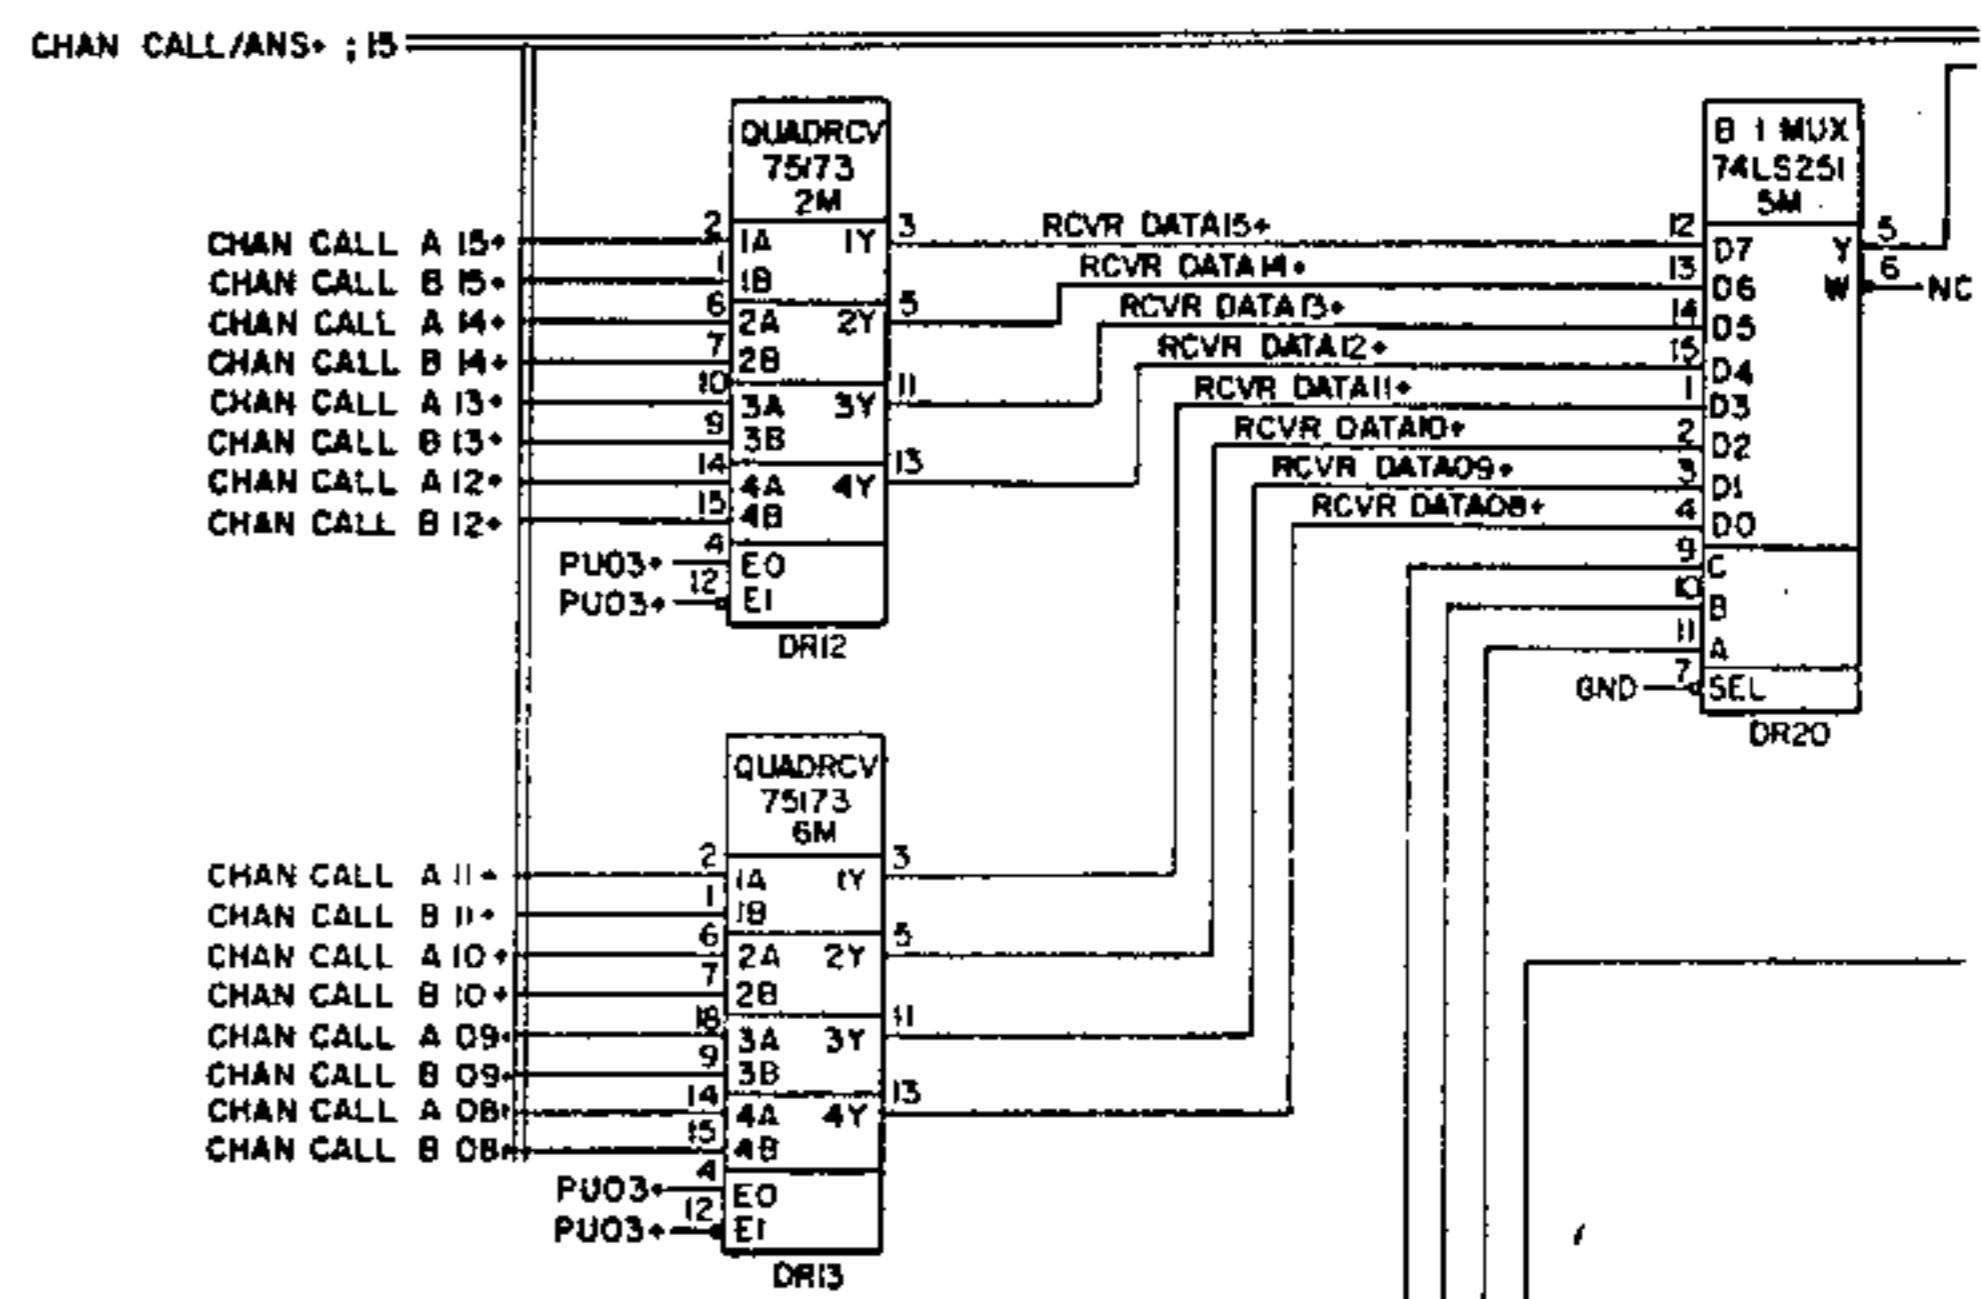 CHAN CALL/ANS+ ; 15
QUADRCV
75173
2M
CHAN CALL A 15+ 2 1A 1Y 3
CHAN CALL B 15+ 1 1B
CHAN CALL A 14+ 6 2A 2Y 5
CHAN CALL B 14+ 7 2B
CHAN CALL A 13+ 10 3A 3Y 11
CHAN CALL B 13+ 9 3B
CHAN CALL A 12+ 14 4A 4Y 13
CHAN CALL B 12+ 15 4B
PU03+ 4 E0
PU03+ 12 E1
DR12
RCVR DATA15+
RCVR DATA14+
RCVR DATA13+
RCVR DATA12+
RCVR DATA11+
RCVR DATA10+
RCVR DATA09+
RCVR DATA08+
8 1 MUX
74LS251
5M
12 D7 Y 5
13 D6 W 6 NC
14 D5
15 D4
1 D3
2 D2
3 D1
4 D0
9 C
10 B
11 A
GND 7 SEL
DR20
QUADRCV
75173
6M
CHAN CALL A 11+ 2 1A 1Y 3
CHAN CALL B 11+ 1 1B
CHAN CALL A 10+ 6 2A 2Y 5
CHAN CALL B 10+ 7 2B
CHAN CALL A 09+ 3A 3Y 11
CHAN CALL B 09+ 9 3B
CHAN CALL A 08+ 14 4A 4Y 13
CHAN CALL B 08+ 15 4B
PU03+ 4 E0
PU03+ 12 E1
DR13